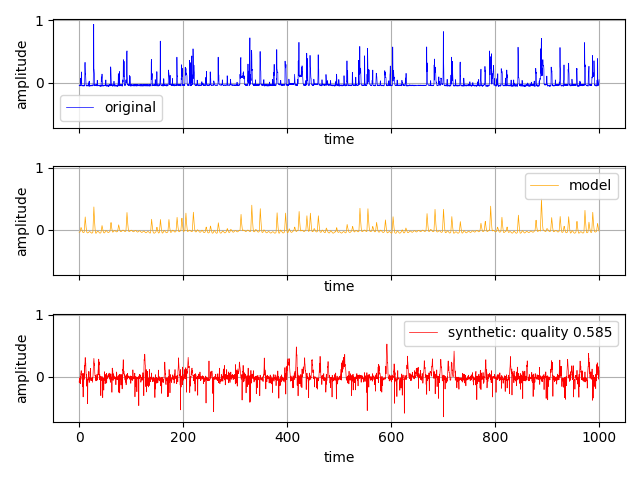 1
0
amplitude
original
time
1
0
amplitude
model
time
1
0
amplitude
synthetic: quality 0.585
0 200 400 600 800 1000
time